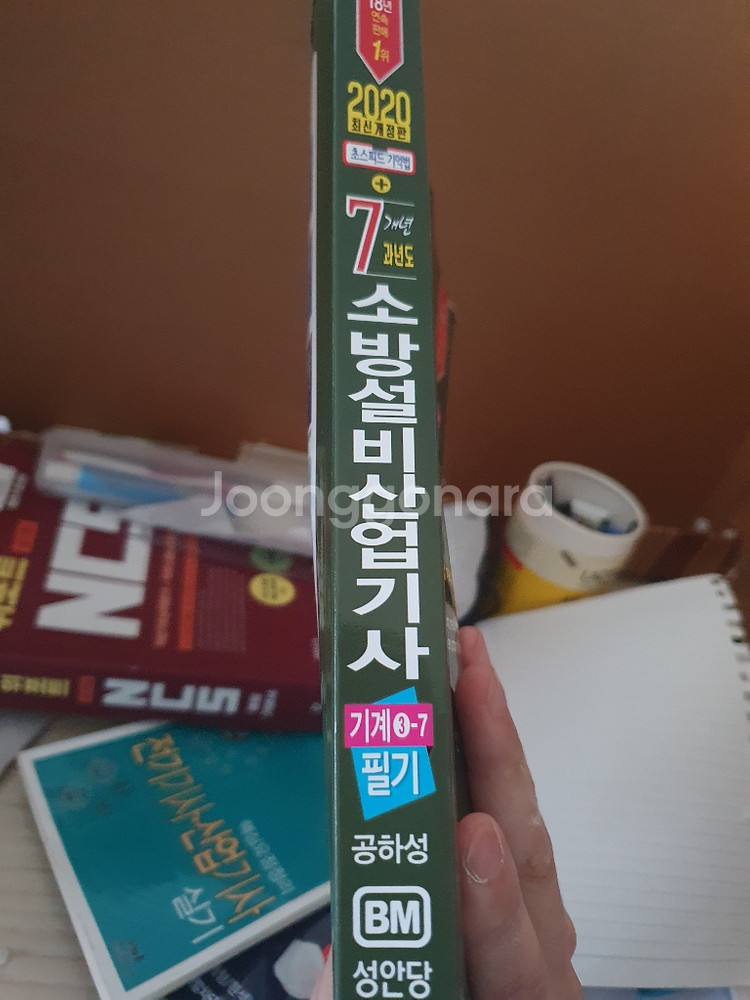 18년
연속
판매
1위
2020
최신개정판
초스피드 기억법
+
7개년
과년도
소방설비산업기사
기계③-7
필기
공하성
BM
성안당
Joonggonara
NCS
NCS
전기기사산업기사
실기